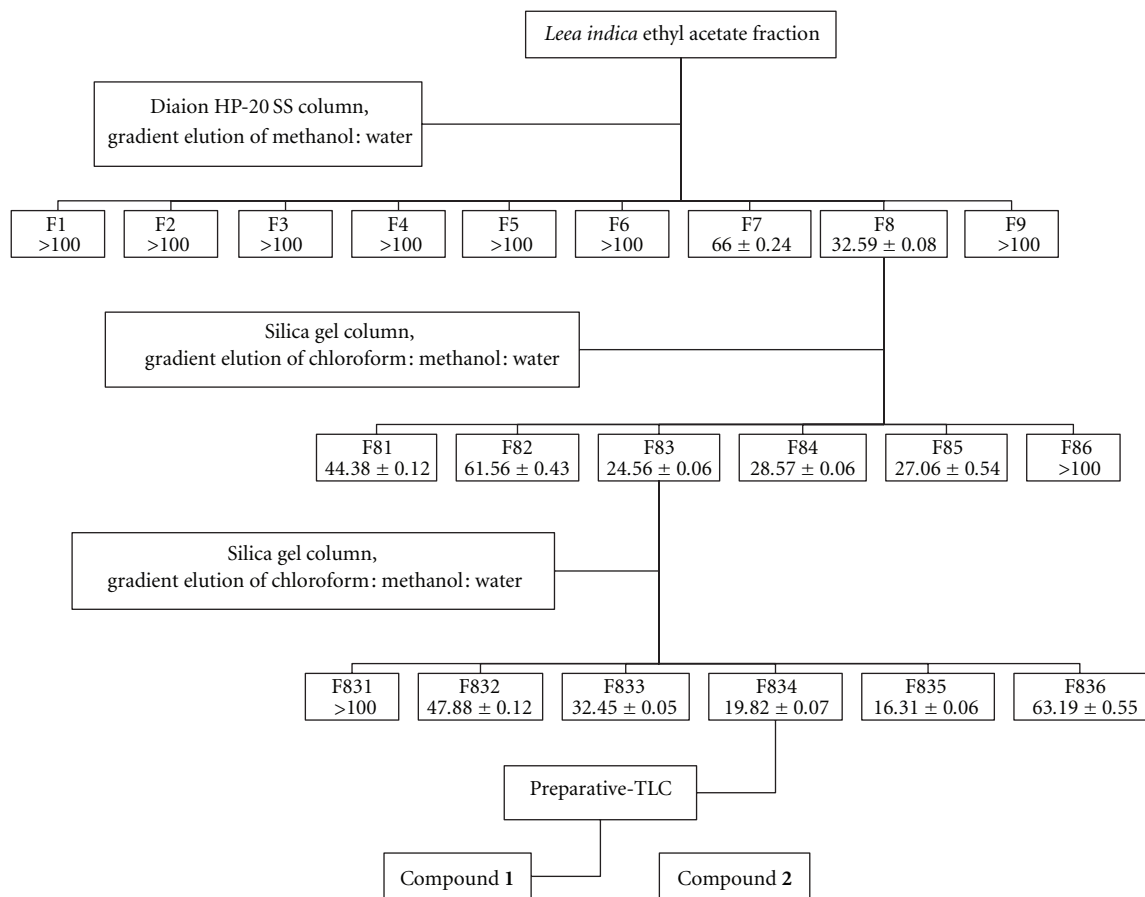 Leea indica ethyl acetate fraction
Diaion HP-20 SS column,
gradient elution of methanol: water
F1
>100
F2
>100
F3
>100
F4
>100
F5
>100
F6
>100
F7
66 ± 0.24
F8
32.59 ± 0.08
F9
>100
Silica gel column,
gradient elution of chloroform: methanol: water
F81
44.38 ± 0.12
F82
61.56 ± 0.43
F83
24.56 ± 0.06
F84
28.57 ± 0.06
F85
27.06 ± 0.54
F86
>100
Silica gel column,
gradient elution of chloroform: methanol: water
F831
>100
F832
47.88 ± 0.12
F833
32.45 ± 0.05
F834
19.82 ± 0.07
F835
16.31 ± 0.06
F836
63.19 ± 0.55
Preparative-TLC
Compound 1
Compound 2